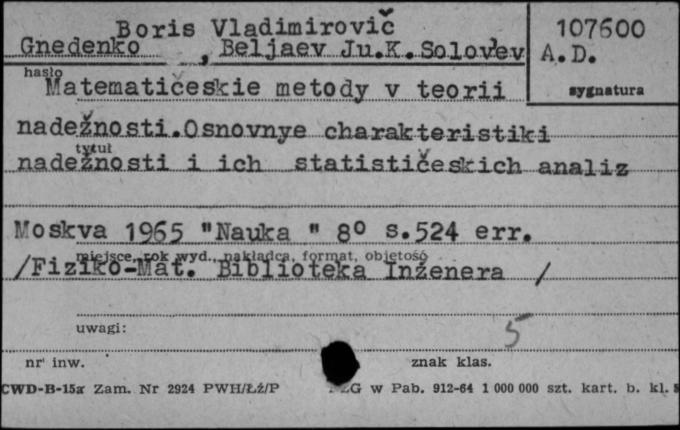 Boris Vladimirovič
Gnedenko , Beljaev Ju.K. Solov'ev
107600
A.D.
hasło
sygnatura
Matematičeskie metody v teorii
nadežnosti.Osnovnye charakteristiki
tytuł
nadežnosti i ich statističeskich analiz
Moskva 1965 "Nauka " 8º s.524 err.
miejsce, rok wyd., nakładca, format, objętość
/Fiziko-Mat. Biblioteka Inženera /
uwagi:
5
nr inw.
znak klas.
CWD-B-15a Zam. Nr 2924 PWH/Łź/P w Pab. 912-64 1 000 000 szt. kart. b. kl.